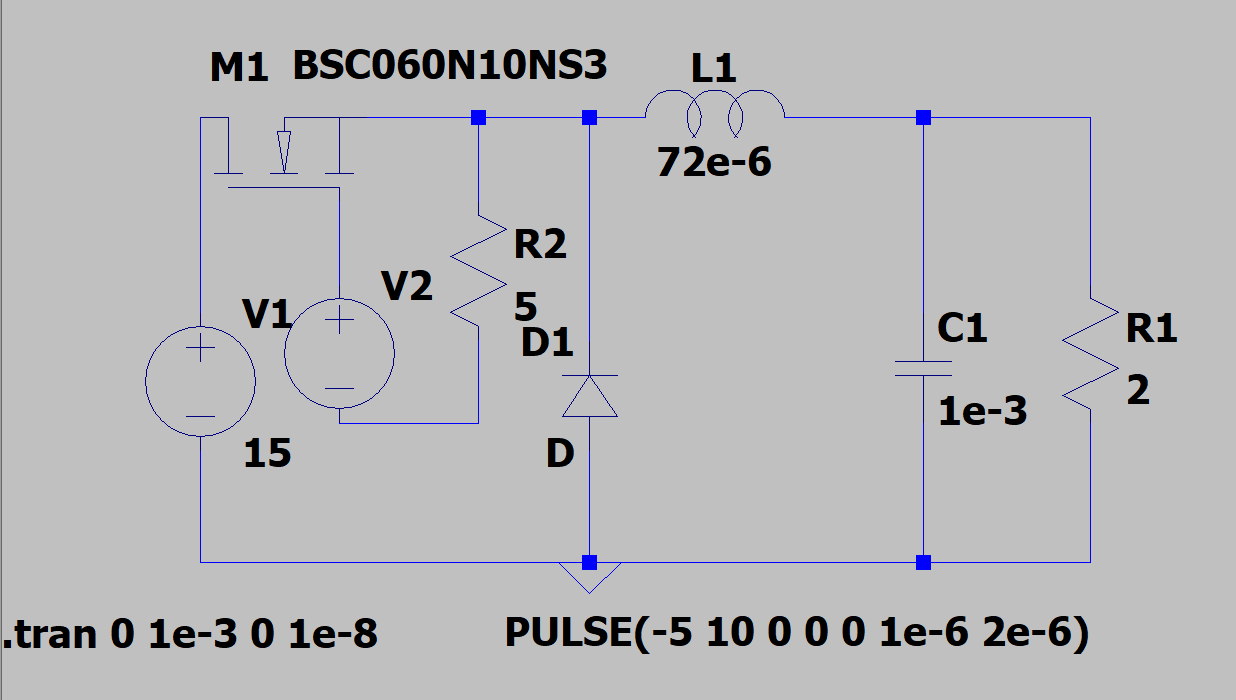 M1 BSC060N10NS3
L1
72e-6
R2
5
V2
V1
D1
C1
R1
1e-3
2
15
D
.tran 0 1e-3 0 1e-8
PULSE(-5 10 0 0 0 1e-6 2e-6)